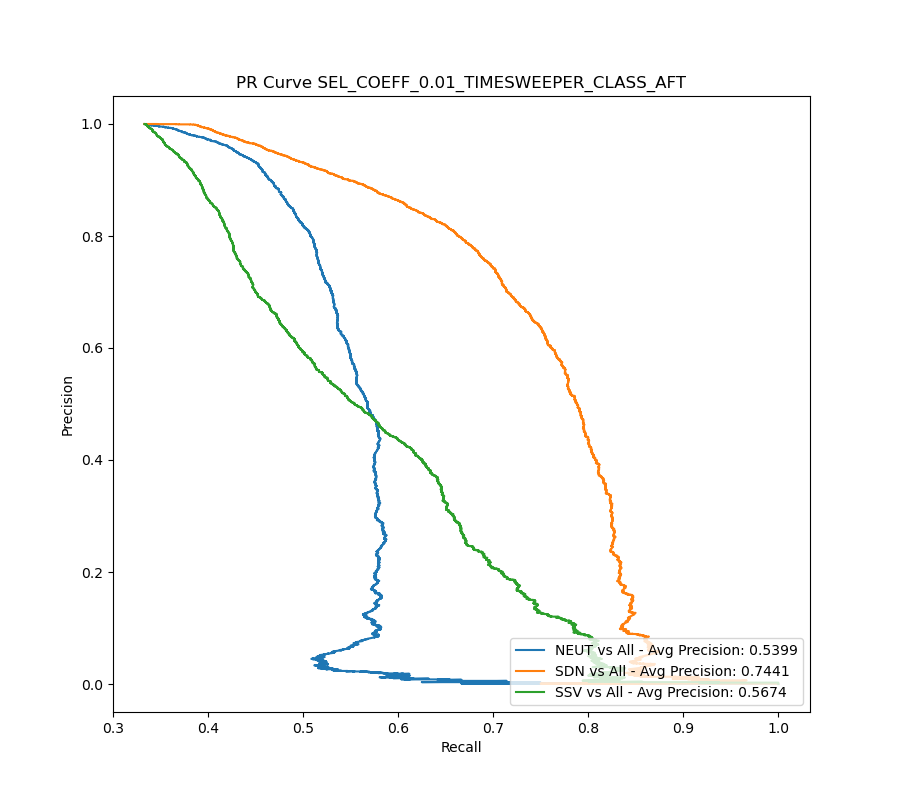 PR Curve SEL_COEFF_0.01_TIMESWEEPER_CLASS_AFT
Precision
1.0
0.8
0.6
0.4
0.2
0.0
NEUT vs All - Avg Precision: 0.5399
SDN vs All - Avg Precision: 0.7441
SSV vs All - Avg Precision: 0.5674
0.3 0.4 0.5 0.6 0.7 0.8 0.9 1.0
Recall